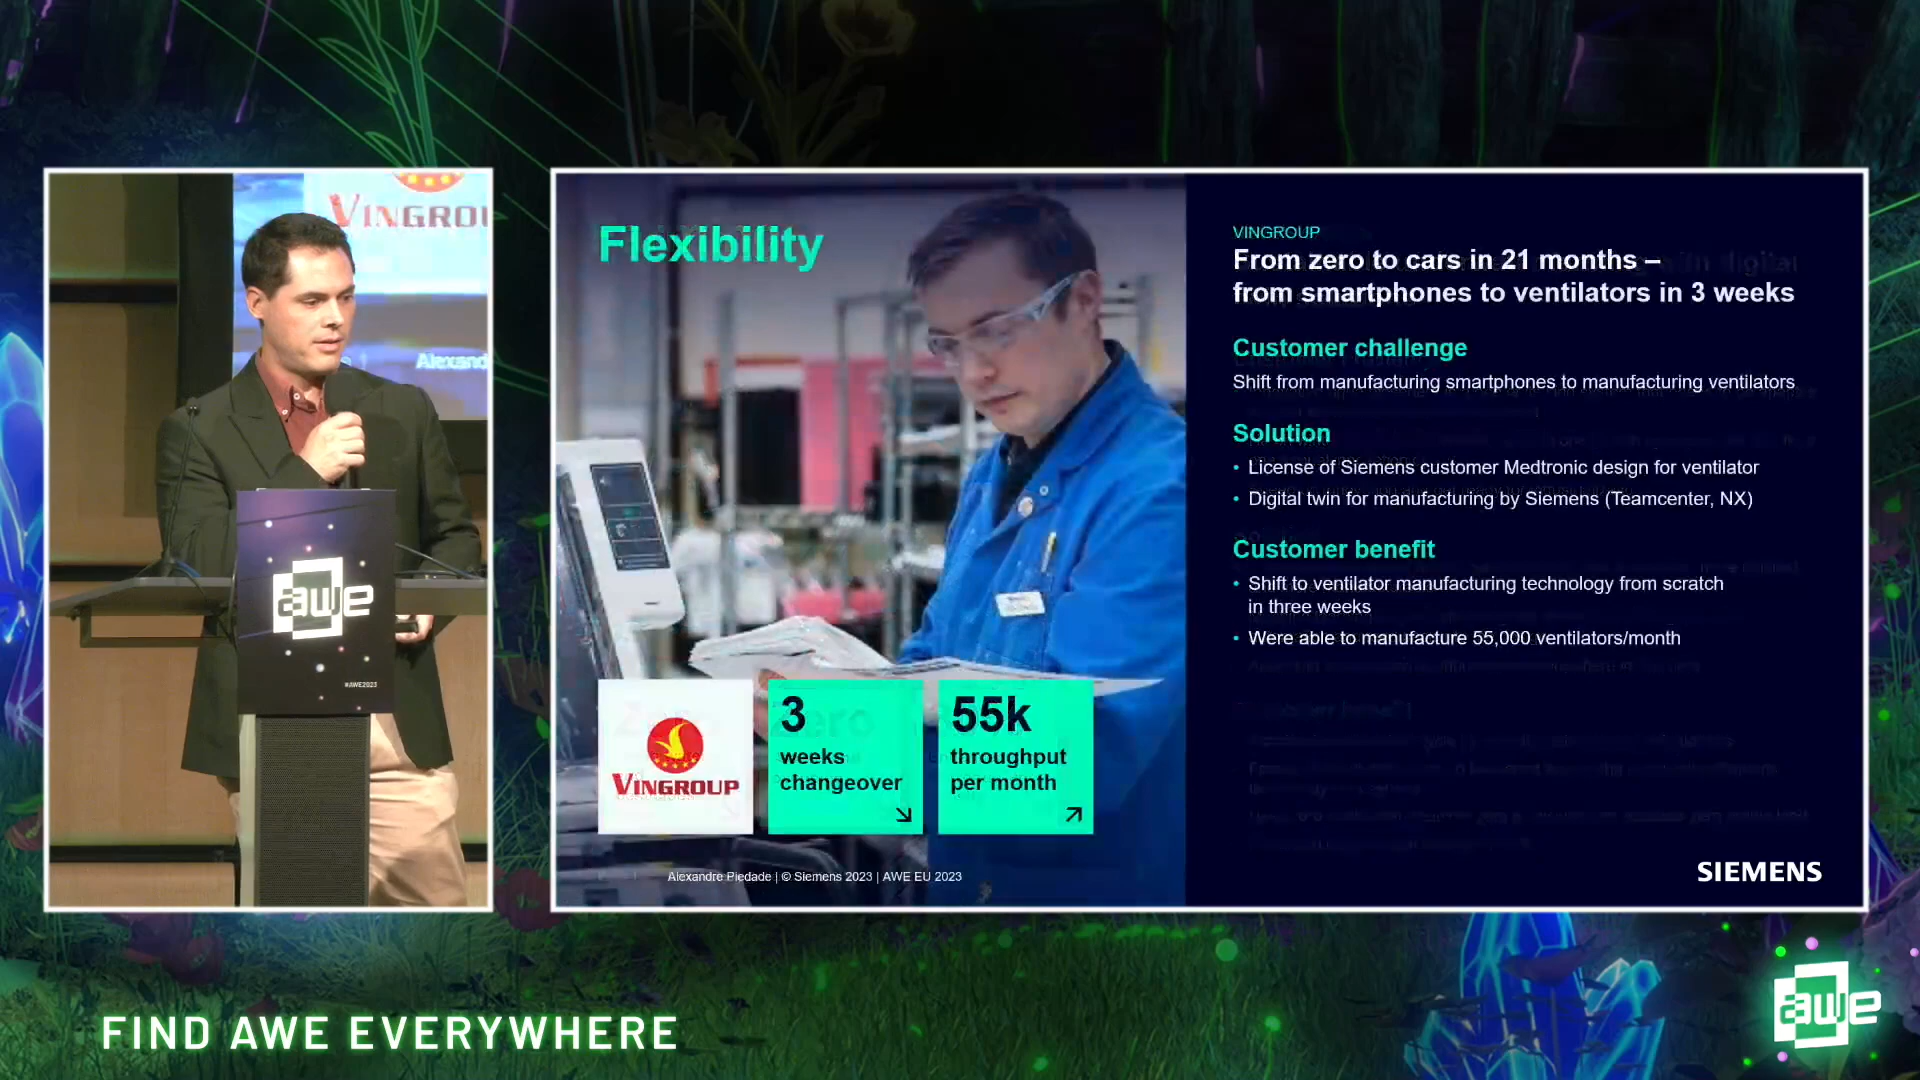 VINGROU
Alexand
awe
#AWE2023
Flexibility
VINGROUP
3
weeks
changeover
55k
throughput
per month
Alexandre Piedade | © Siemens 2023 | AWE EU 2023
VINGROUP
From zero to cars in 21 months –
from smartphones to ventilators in 3 weeks
Customer challenge
Shift from manufacturing smartphones to manufacturing ventilators
Solution
• License of Siemens customer Medtronic design for ventilator
• Digital twin for manufacturing by Siemens (Teamcenter, NX)
Customer benefit
• Shift to ventilator manufacturing technology from scratch
in three weeks
• Were able to manufacture 55,000 ventilators/month
SIEMENS
FIND AWE EVERYWHERE
awe